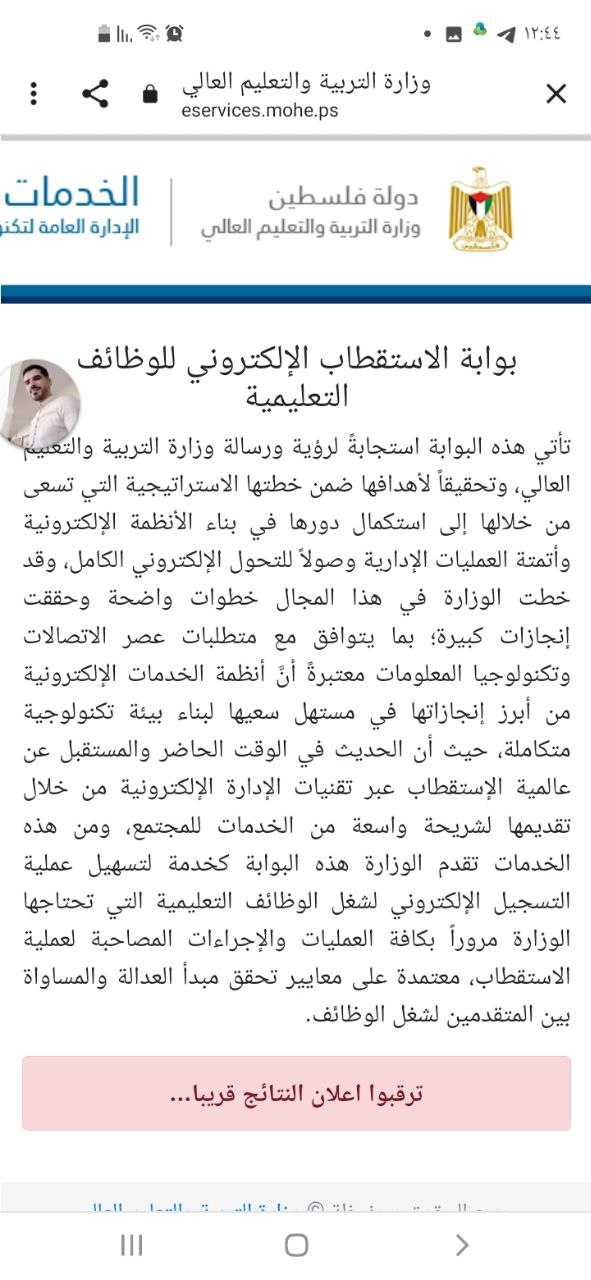 ١٢:٤٤
وزارة التربية والتعليم العالي
eservices.mohe.ps
دولة فلسطين
وزارة التربية والتعليم العالي
الخدمات
الإدارة العامة
فلسطين
بوابة الاستقطاب الإلكتروني للوظائف
التعليمية
تأتي هذه البوابة استجابةً لرؤية ورسالة وزارة التربية والتعليم
العالي، وتحقيقاً لأهدافها ضمن خطتها الاستراتيجية التي تسعى
من خلالها إلى استكمال دورها في بناء الأنظمة الإلكترونية
وأتمتة العمليات الإدارية وصولاً للتحول الإلكتروني الكامل، وقد
خطت الوزارة في هذا المجال خطوات واضحة وحققت
إنجازات كبيرة؛ بما يتوافق مع متطلبات عصر الاتصالات
وتكنولوجيا المعلومات معتبرةً أنَّ أنظمة الخدمات الإلكترونية
من أبرز إنجازاتها في مستهل سعيها لبناء بيئة تكنولوجية
متكاملة، حيث أن الحديث في الوقت الحاضر والمستقبل عن
عالمية الإستقطاب عبر تقنيات الإدارة الإلكترونية من خلال
تقديمها لشريحة واسعة من الخدمات للمجتمع، ومن هذه
الخدمات تقدم الوزارة هذه البوابة كخدمة لتسهيل عملية
التسجيل الإلكتروني لشغل الوظائف التعليمية التي تحتاجها
الوزارة مروراً بكافة العمليات والإجراءات المصاحبة لعملية
الاستقطاب، معتمدة على معايير تحقق مبدأ العدالة والمساواة
بين المتقدمين لشغل الوظائف.
ترقبوا اعلان النتائج قريبا...